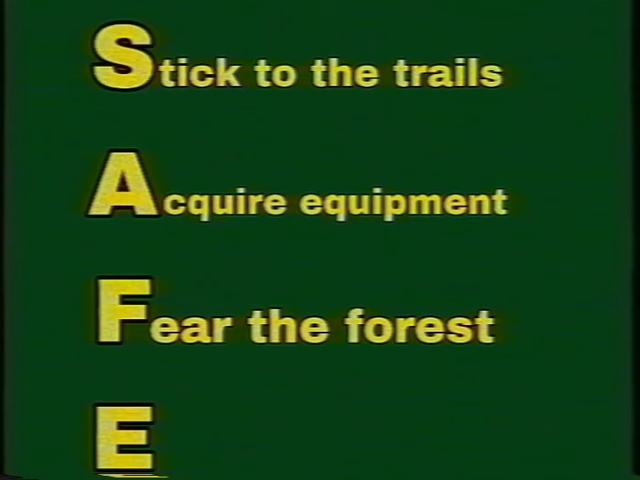 Stick to the trails
Acquire equipment
Fear the forest
E